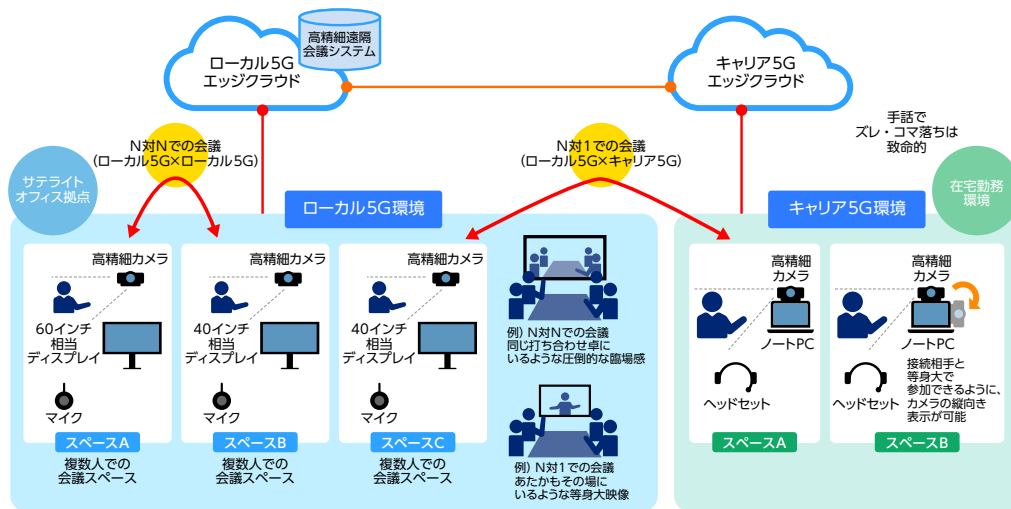 高精細遠隔
会議システム
ローカル5G
エッジクラウド
キャリア5G
エッジクラウド
N対Nでの会議
(ローカル5G×ローカル5G)
N対1での会議
(ローカル5G×キャリア5G)
手話で
ズレ・コマ落ちは
致命的
サテライト
オフィス拠点
在宅勤務
環境
ローカル5G環境
キャリア5G環境
高精細カメラ
60インチ
相当
ディスプレイ
マイク
スペースA
複数人での
会議スペース
高精細カメラ
40インチ
相当
ディスプレイ
マイク
スペースB
複数人での
会議スペース
高精細カメラ
40インチ
相当
ディスプレイ
マイク
スペースC
複数人での
会議スペース
例) N対Nでの会議
同じ打ち合わせ卓に
いるような圧倒的な臨場感
例) N対1での会議
あたかもその場に
いるような等身大映像
高精細
カメラ
ノートPC
ヘッドセット
スペースA
高精細
カメラ
ノートPC
ヘッドセット
接続相手と
等身大で
参加できるように、
カメラの縦向き
表示が可能
スペースB